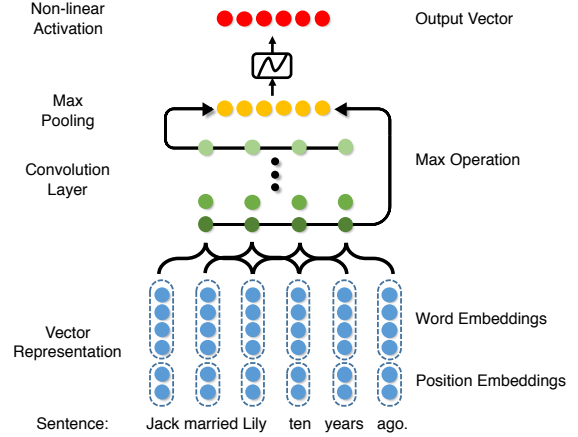 Non-linear
Activation
Output Vector
Max
Pooling
Convolution
Layer
Max Operation
Vector
Representation
Word Embeddings
Position Embeddings
Sentence: Jack married Lily ten years ago.